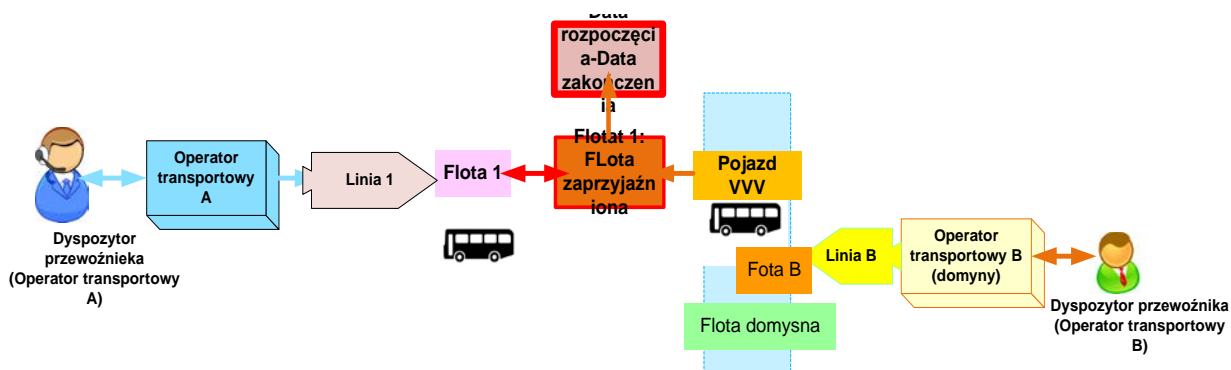 Data
rozpoczęci
a-Data
zakończen
ia
Flotat 1:
FLota
zaprzyjaźn
iona
Operator
transportowy
A
Linia 1
Flota 1
Pojazd
VVV
Dyspozytor
przewoźnieka
(Operator transportowy
A)
Fota B
Linia B
Operator
transportowy B
(domyny)
Flota domysna
Dyspozytor przewoźnika
(Operator transportowy
B)